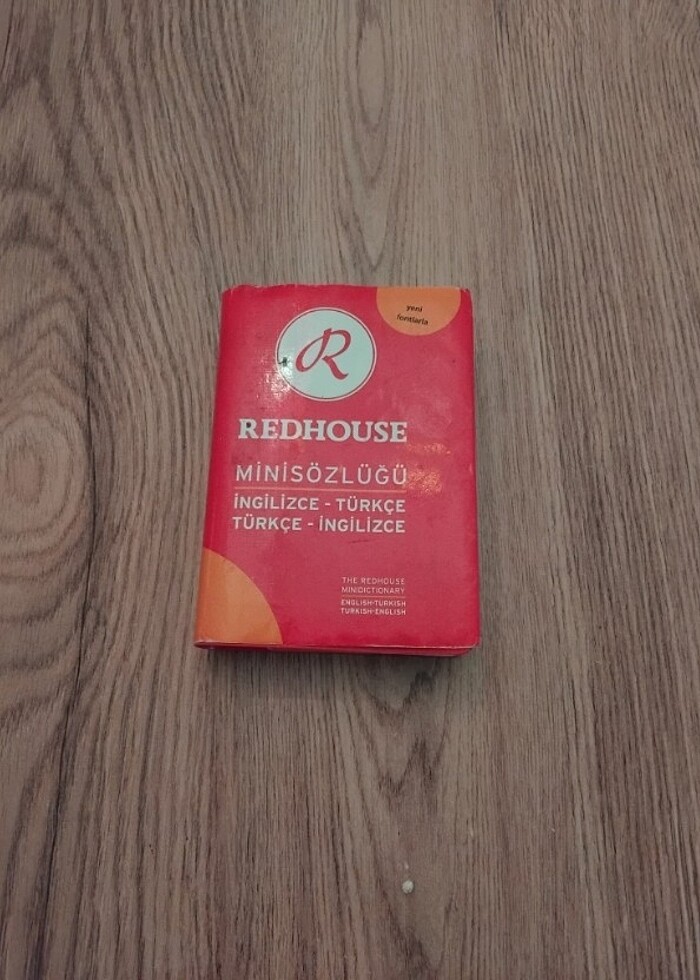 yeni
fontlarla
R
REDHOUSE
MİNİSÖZLÜĞÜ
İNGİLİZCE - TÜRKÇE
TÜRKÇE - İNGİLİZCE
THE REDHOUSE
MINIDICTIONARY
ENGLISH-TURKISH
TURKISH-ENGLISH